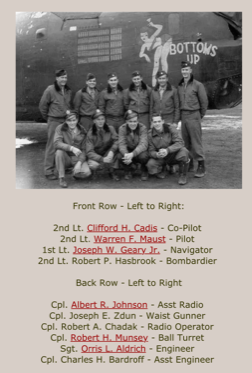 BOTTOMS
UP
Front Row - Left to Right:
2nd Lt. Clifford H. Cadis - Co-Pilot
2nd Lt. Warren F. Maust - Pilot
1st Lt. Joseph W. Geary Jr. - Navigator
2nd Lt. Robert P. Hasbrook - Bombardier
Back Row - Left to Right
Cpl. Albert R. Johnson - Asst Radio
Cpl. Joseph E. Zdun - Waist Gunner
Cpl. Robert A. Chadak - Radio Operator
Cpl. Robert H. Munsey - Ball Turret
Sgt. Orris L. Aldrich - Engineer
Cpl. Charles H. Bardroff - Asst Engineer